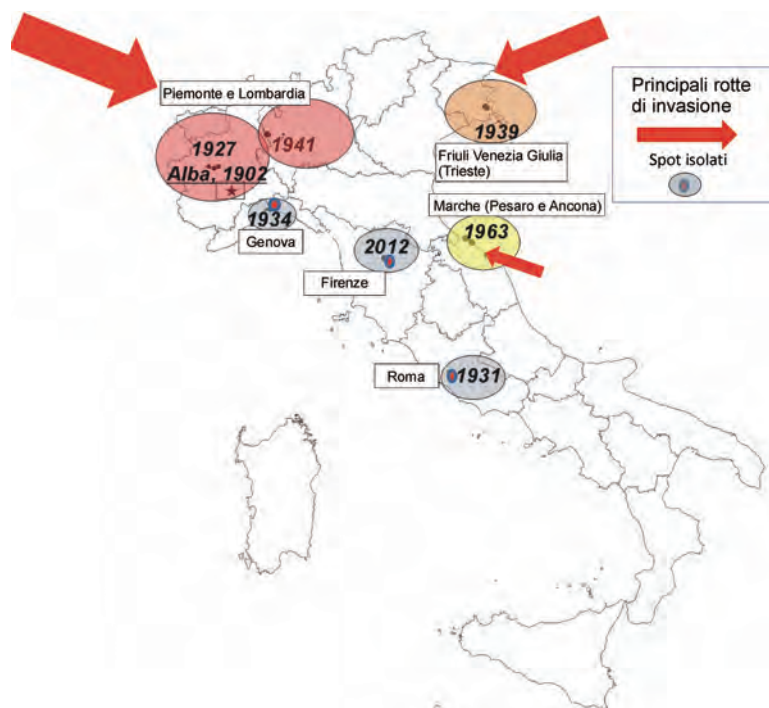 Piemonte e Lombardia
1927
Alba, 1902
1941
1934
Genova
2012
Firenze
1939
Friuli Venezia Giulia
(Trieste)
Marche (Pesaro e Ancona)
1963
Roma
1931
Principali rotte
di invasione
Spot isolati